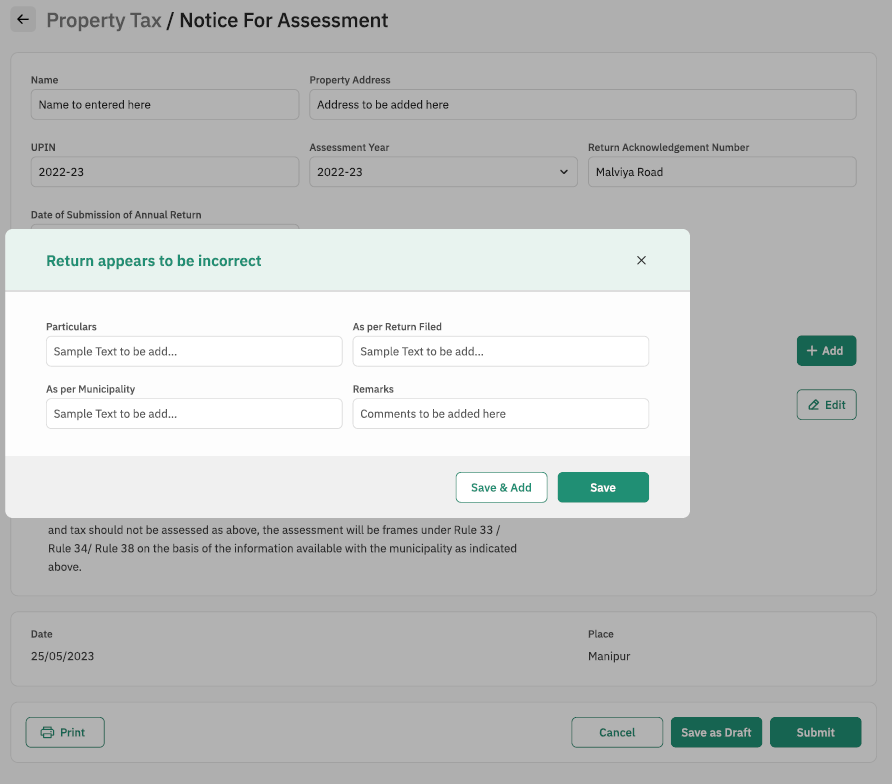 Property Tax / Notice For Assessment
Name
Property Address
Name to entered here
Address to be added here
UPIN
Assessment Year
Return Acknowledgement Number
2022-23
2022-23
Malviya Road
Date of Submission of Annual Return
Return appears to be incorrect
Particulars
As per Return Filed
Sample Text to be add...
Sample Text to be add...
As per Municipality
Remarks
Sample Text to be add...
Comments to be added here
Save & Add
Save
+ Add
Edit
and tax should not be assessed as above, the assessment will be frames under Rule 33 /
Rule 34/ Rule 38 on the basis of the information available with the municipality as indicated
above.
Date
Place
25/05/2023
Manipur
Print
Cancel
Save as Draft
Submit